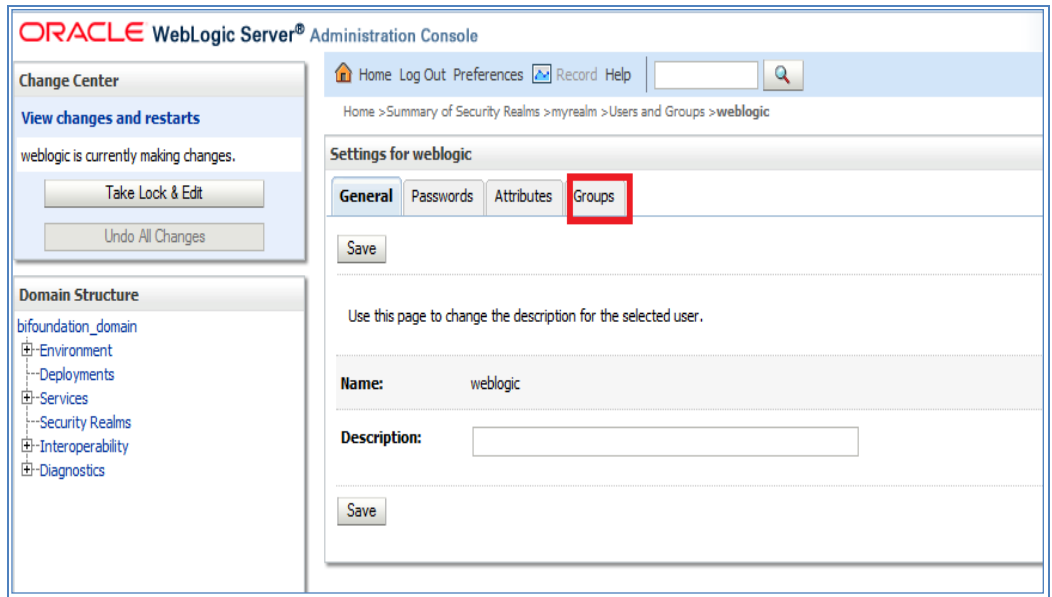 ORACLE WebLogic Server® Administration Console
Change Center
View changes and restarts
weblogic is currently making changes.
Take Lock & Edit
Undo All Changes
Domain Structure
bifoundation_domain
Environment
Deployments
Services
Security Realms
Interoperability
Diagnostics
Home Log Out Preferences Record Help
Home >Summary of Security Realms >myrealm >Users and Groups >weblogic
Settings for weblogic
General Passwords Attributes Groups
Save
Use this page to change the description for the selected user.
Name: weblogic
Description:
Save